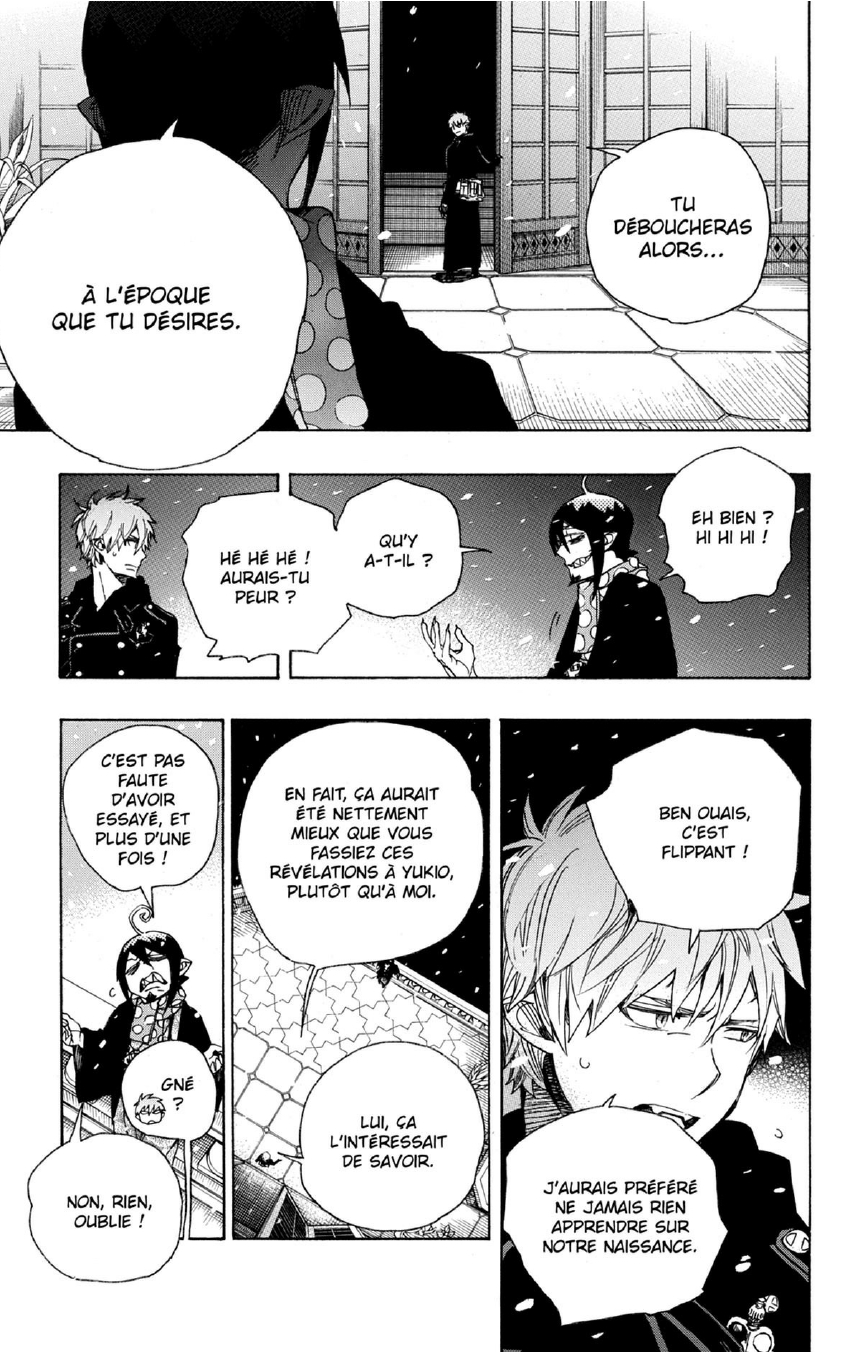 TU
DÉBOUCHERAS
ALORS...
À L'ÉPOQUE
QUE TU DÉSIRES.
EH BIEN ?
HI HI HI !
QU'Y
A-T-IL ?
HÉ HÉ HÉ !
AURAIS-TU
PEUR ?
BEN OUAIS,
C'EST
FLIPPANT !
J'AURAIS PRÉFÉRÉ
NE JAMAIS RIEN
APPRENDRE SUR
NOTRE NAISSANCE.
EN FAIT, ÇA AURAIT
ÉTÉ NETTEMENT
MIEUX QUE VOUS
FASSIEZ CES
RÉVÉLATIONS À YUKIO,
PLUTÔT QU'À MOI.
LUI, ÇA
L'INTÉRESSAIT
DE SAVOIR.
C'EST PAS
FAUTE
D'AVOIR
ESSAYÉ, ET
PLUS D'UNE
FOIS !
GNÉ
?
NON, RIEN,
OUBLIE !